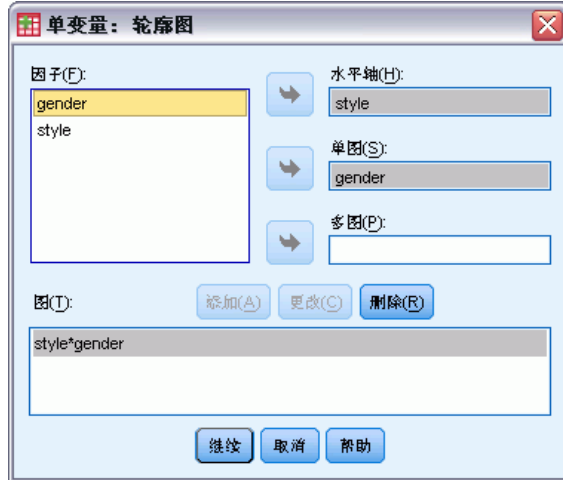 单变量：轮廓图
因子(F):
gender
style
水平轴(H):
style
单图(S):
gender
多图(P):
图(T):
添加(A)
更改(C)
删除(R)
style*gender
继续
取消
帮助